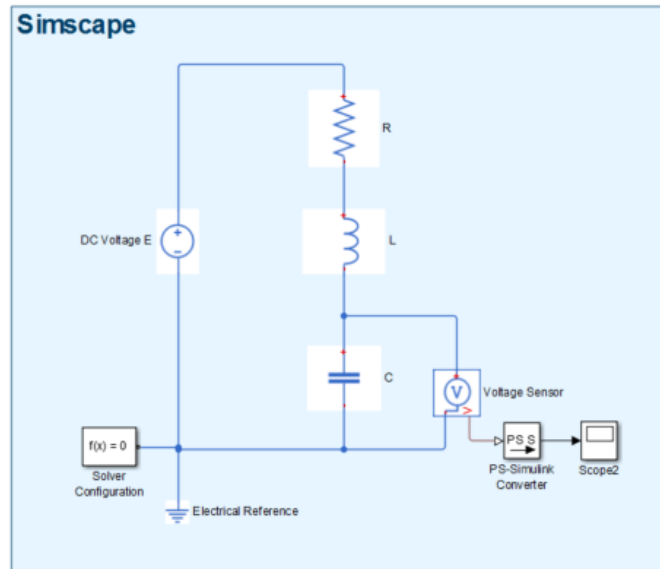 Simscape
R
DC Voltage E
L
C
V
Voltage Sensor
f(x) = 0
PS S
Solver
Configuration
PS-Simulink
Converter
Scope2
Electrical Reference